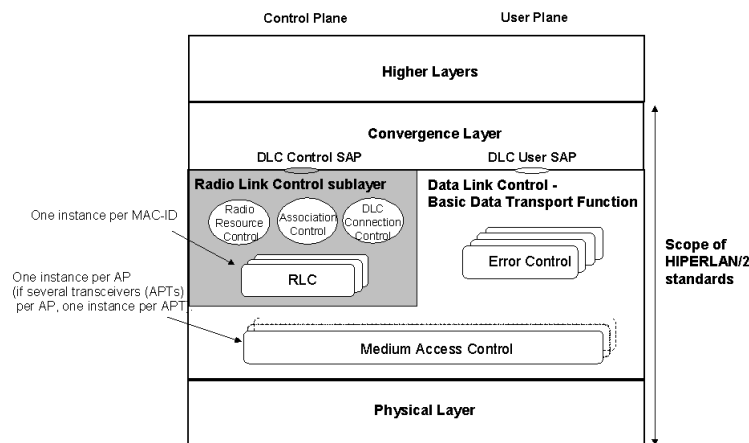 Control Plane
User Plane
Higher Layers
Convergence Layer
DLC Control SAP
DLC User SAP
Radio Link Control sublayer
Data Link Control -
Basic Data Transport Function
Radio
Resource
Control
Association
Control
DLC
Connection
Control
One instance per MAC-ID
RLC
Error Control
Scope of
HIPERLAN/2
standards
One instance per AP
(if several transceivers (APTs)
per AP, one instance per APT)
Medium Access Control
Physical Layer